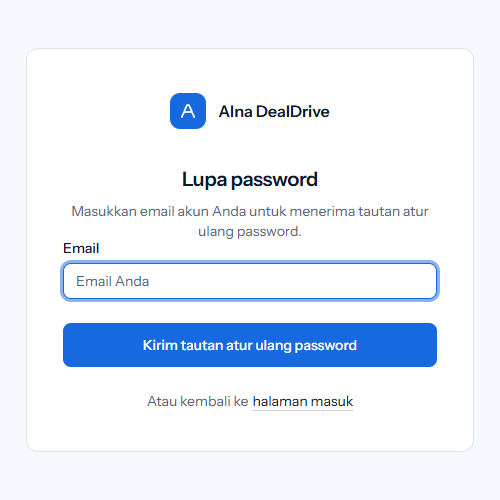 A
Alna DealDrive
Lupa password
Masukkan email akun Anda untuk menerima tautan atur
ulang password.
Email
Email Anda
Kirim tautan atur ulang password
Atau kembali ke halaman masuk